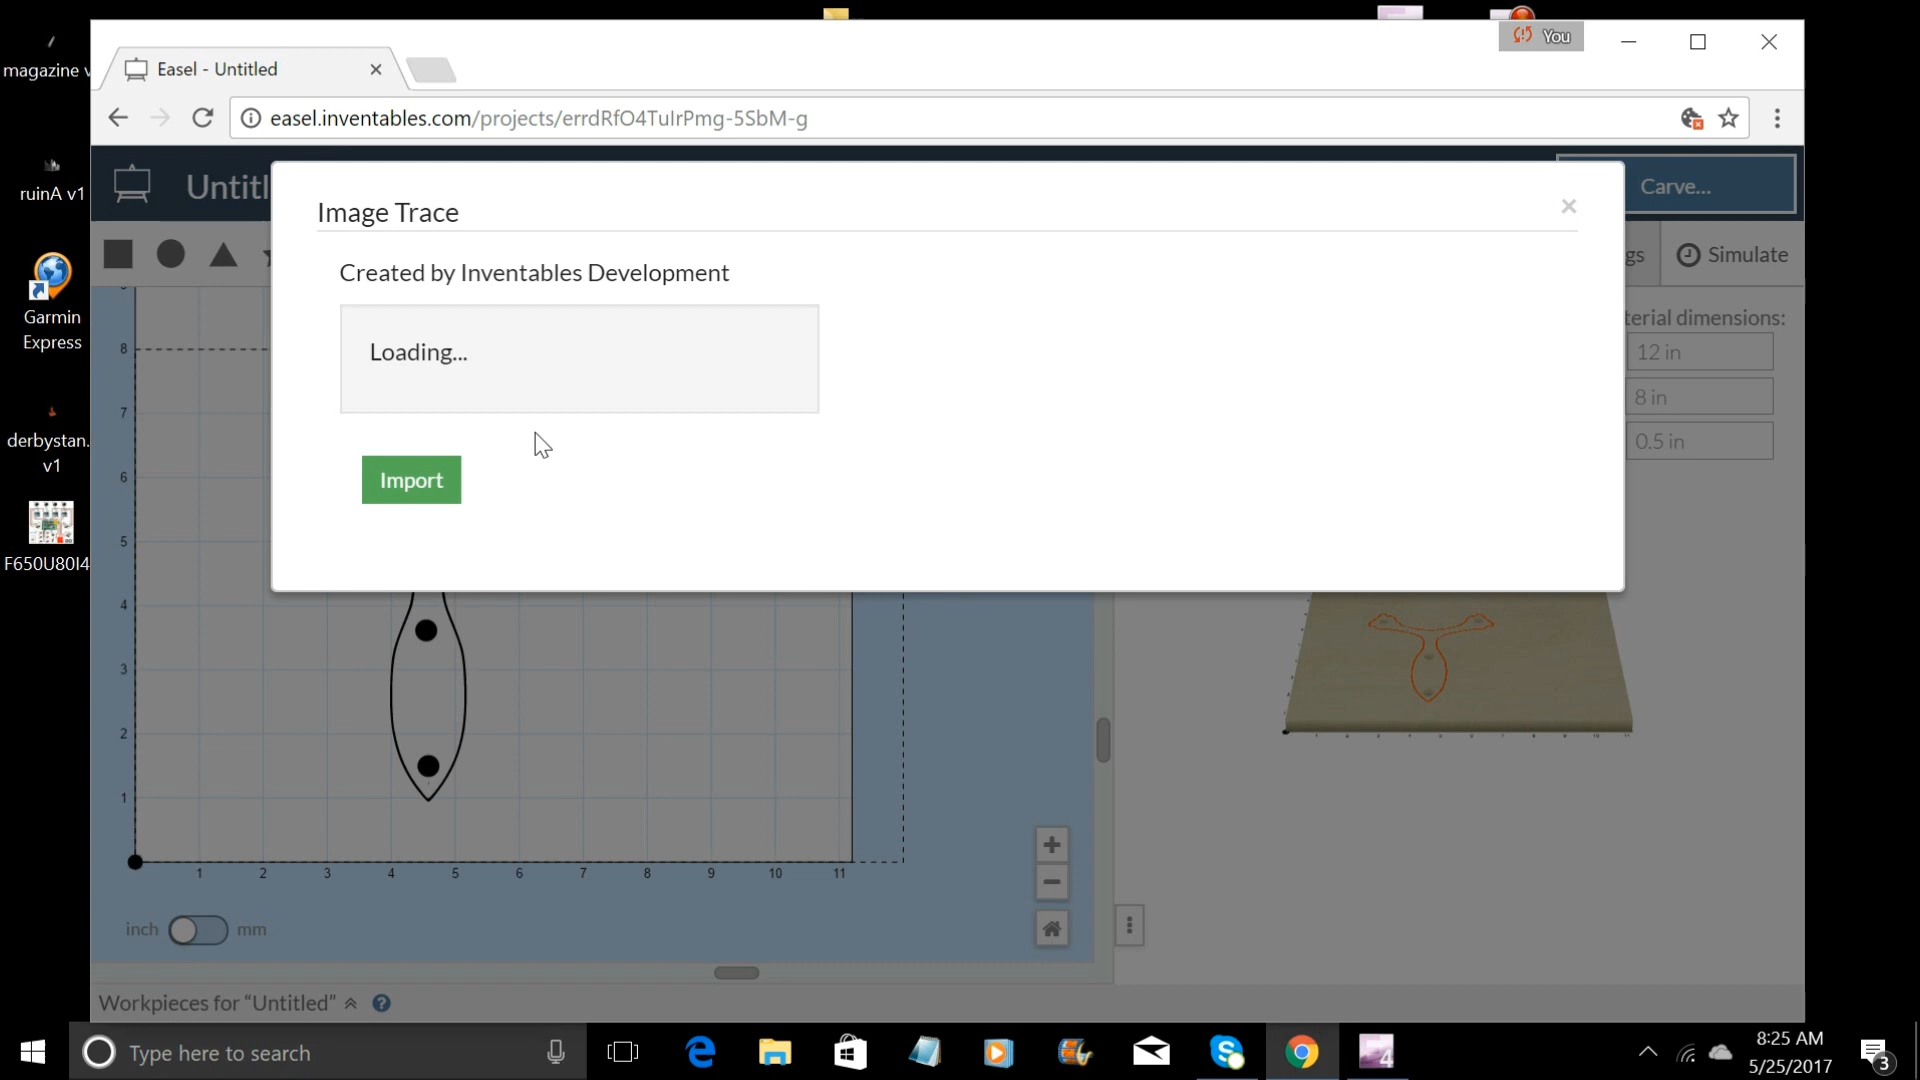 magazine v
ruinA v1
Garmin
Express
derbystan.
v1
F650U80I4
You
Easel - Untitled
easel.inventables.com/projects/errdRfO4TuIrPmg-5SbM-g
Untitl
Carve...
gs
Simulate
Image Trace
×
Created by Inventables Development
Loading...
Import
terial dimensions:
12 in
8 in
0.5 in
8
7
6
5
4
3
2
1
1 2 3 4 5 6 7 8 9 10 11
inch
mm
Workpieces for “Untitled”
?
Type here to search
4
8:25 AM
5/25/2017
3